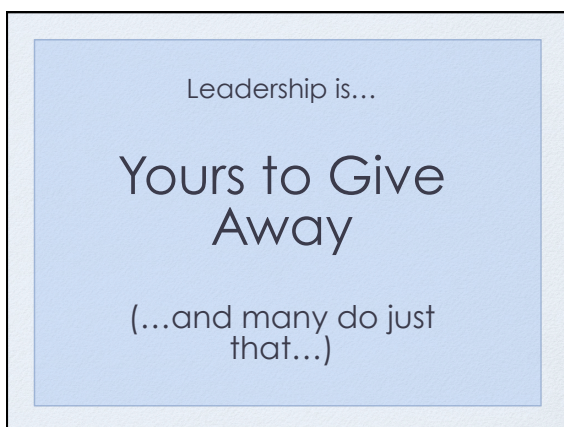 Leadership is…
Yours to Give
Away
(…and many do just
that…)